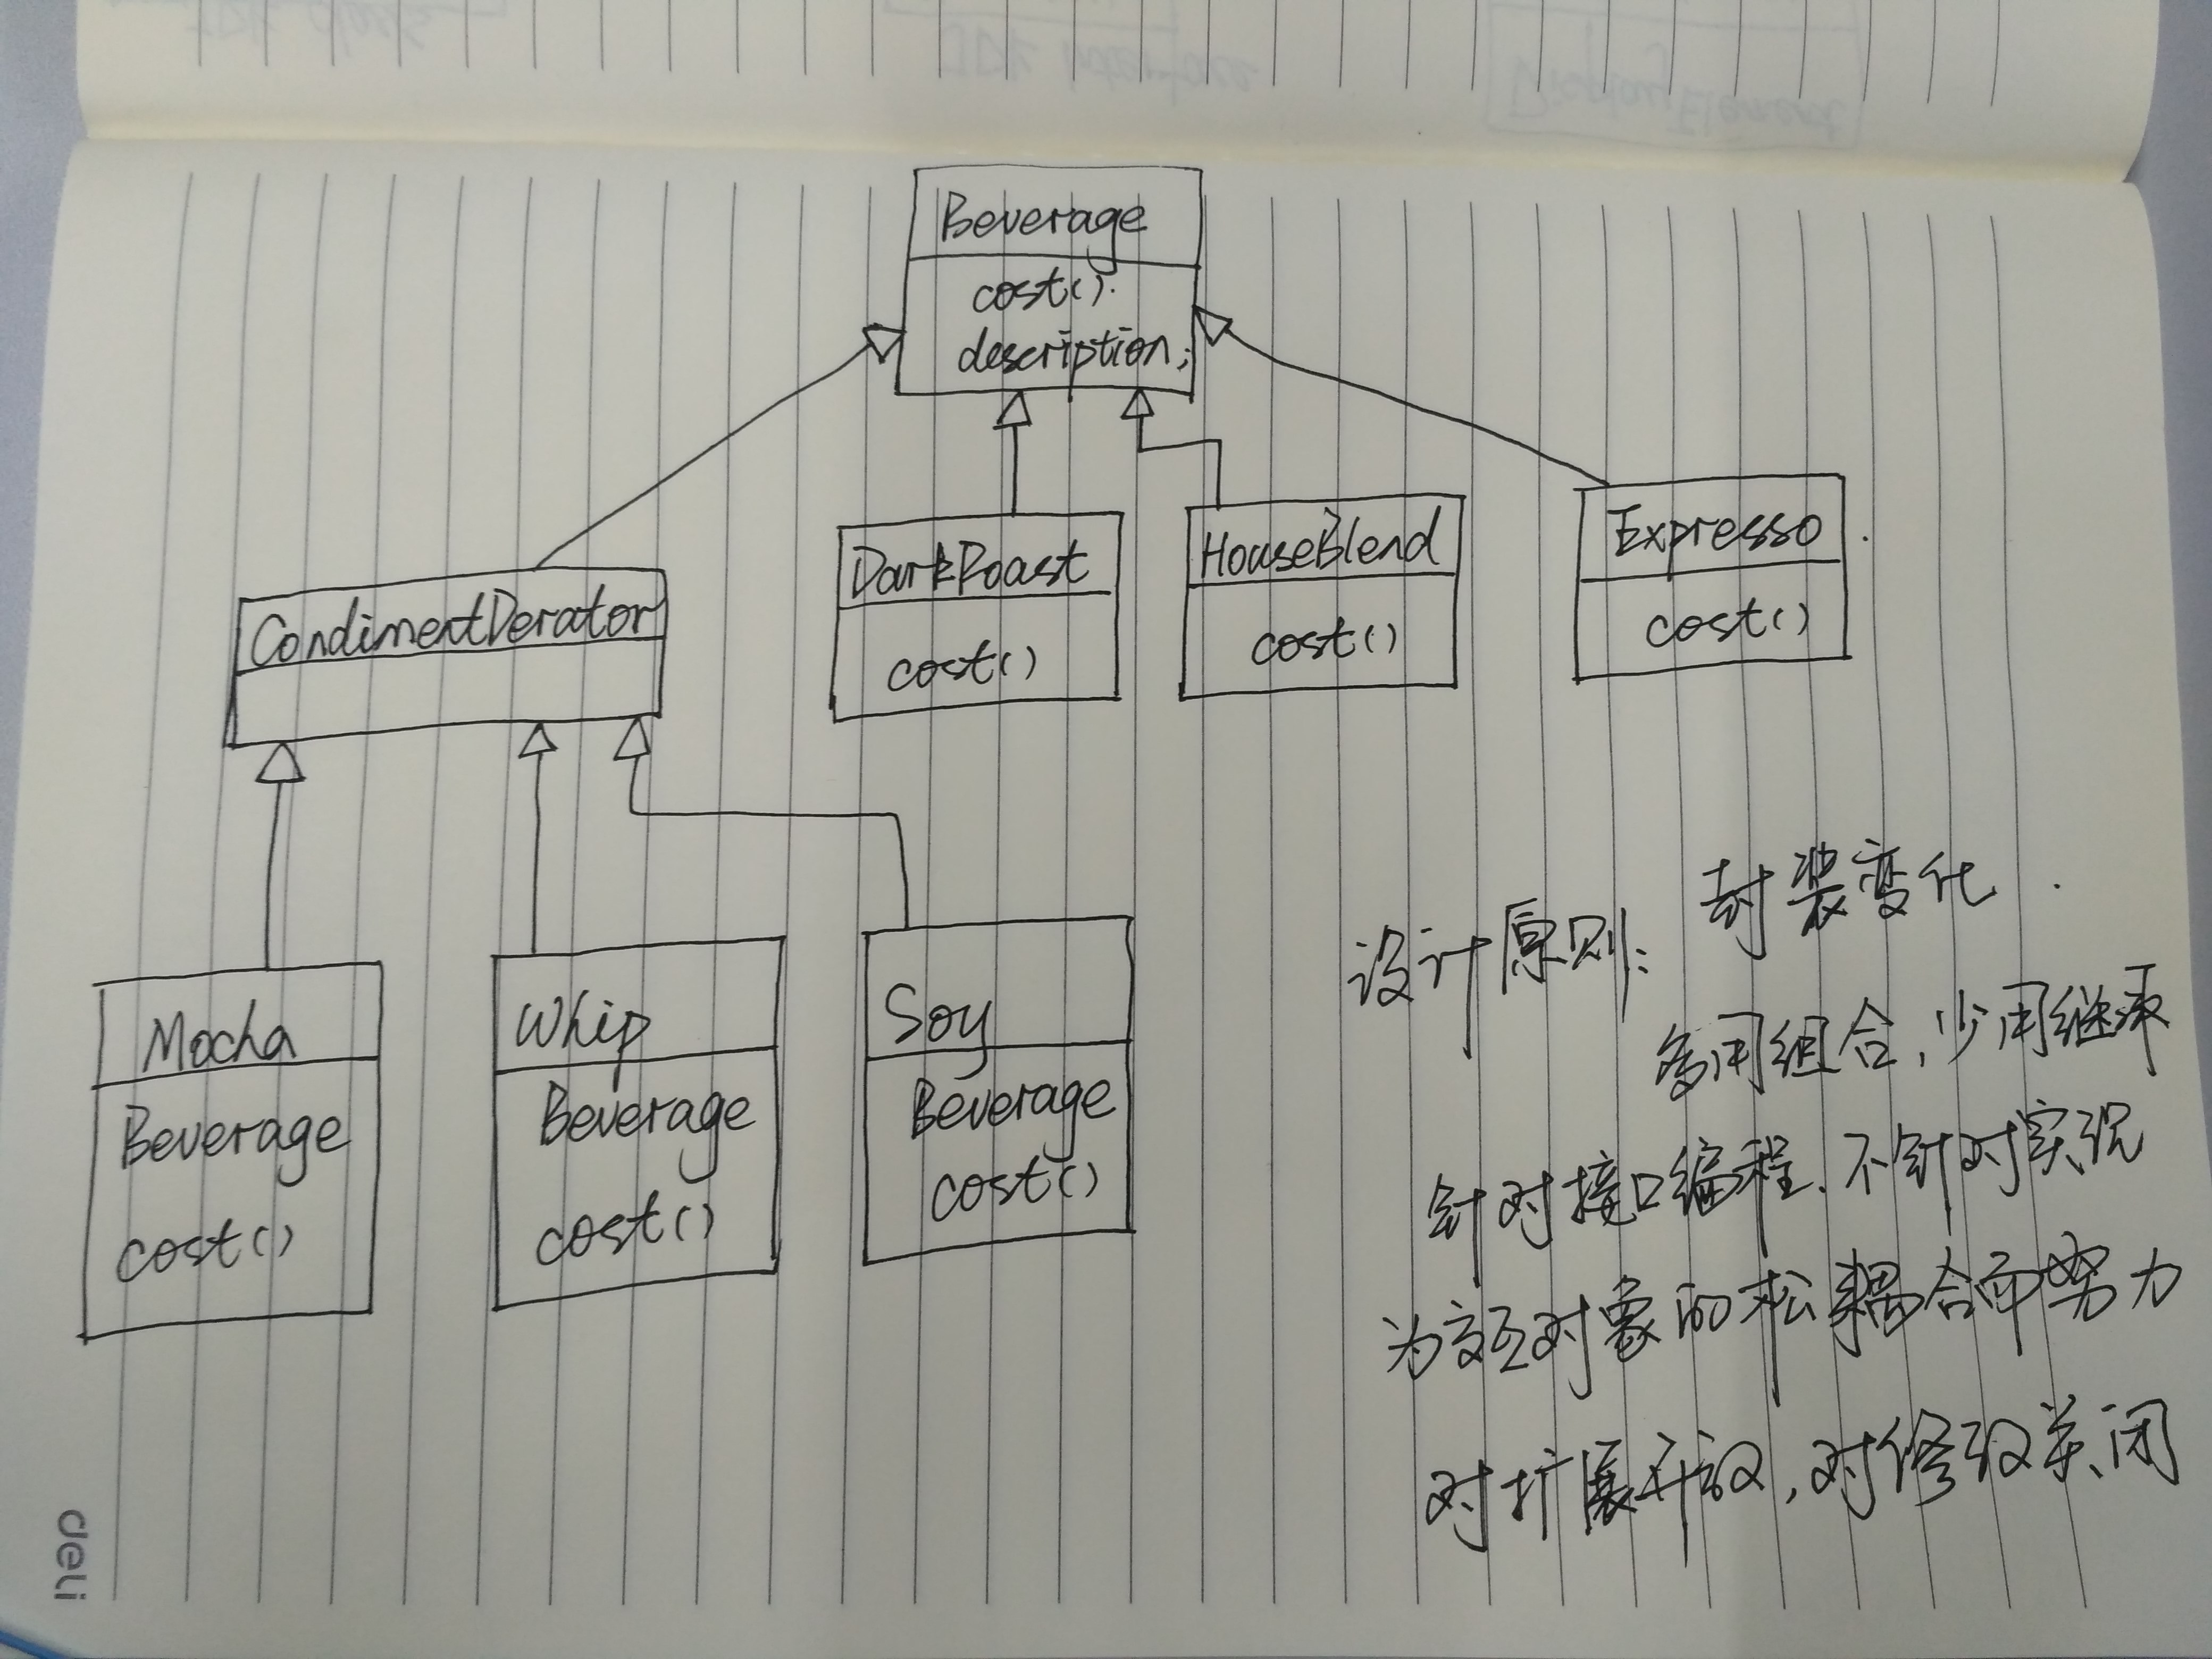 Beverage
cost().
description;
CondimentDerator
DarkRoast
cost()
HouseBlend
cost()
Expresso
cost()
Mocha
Beverage
cost()
Whip
Beverage
cost()
Soy
Beverage
cost()
设计原则: 封装变化.
多用组合,少用继承
针对接口编程.不针对实现
为交互对象的松耦合而努力
对扩展开放,对修改关闭
deli